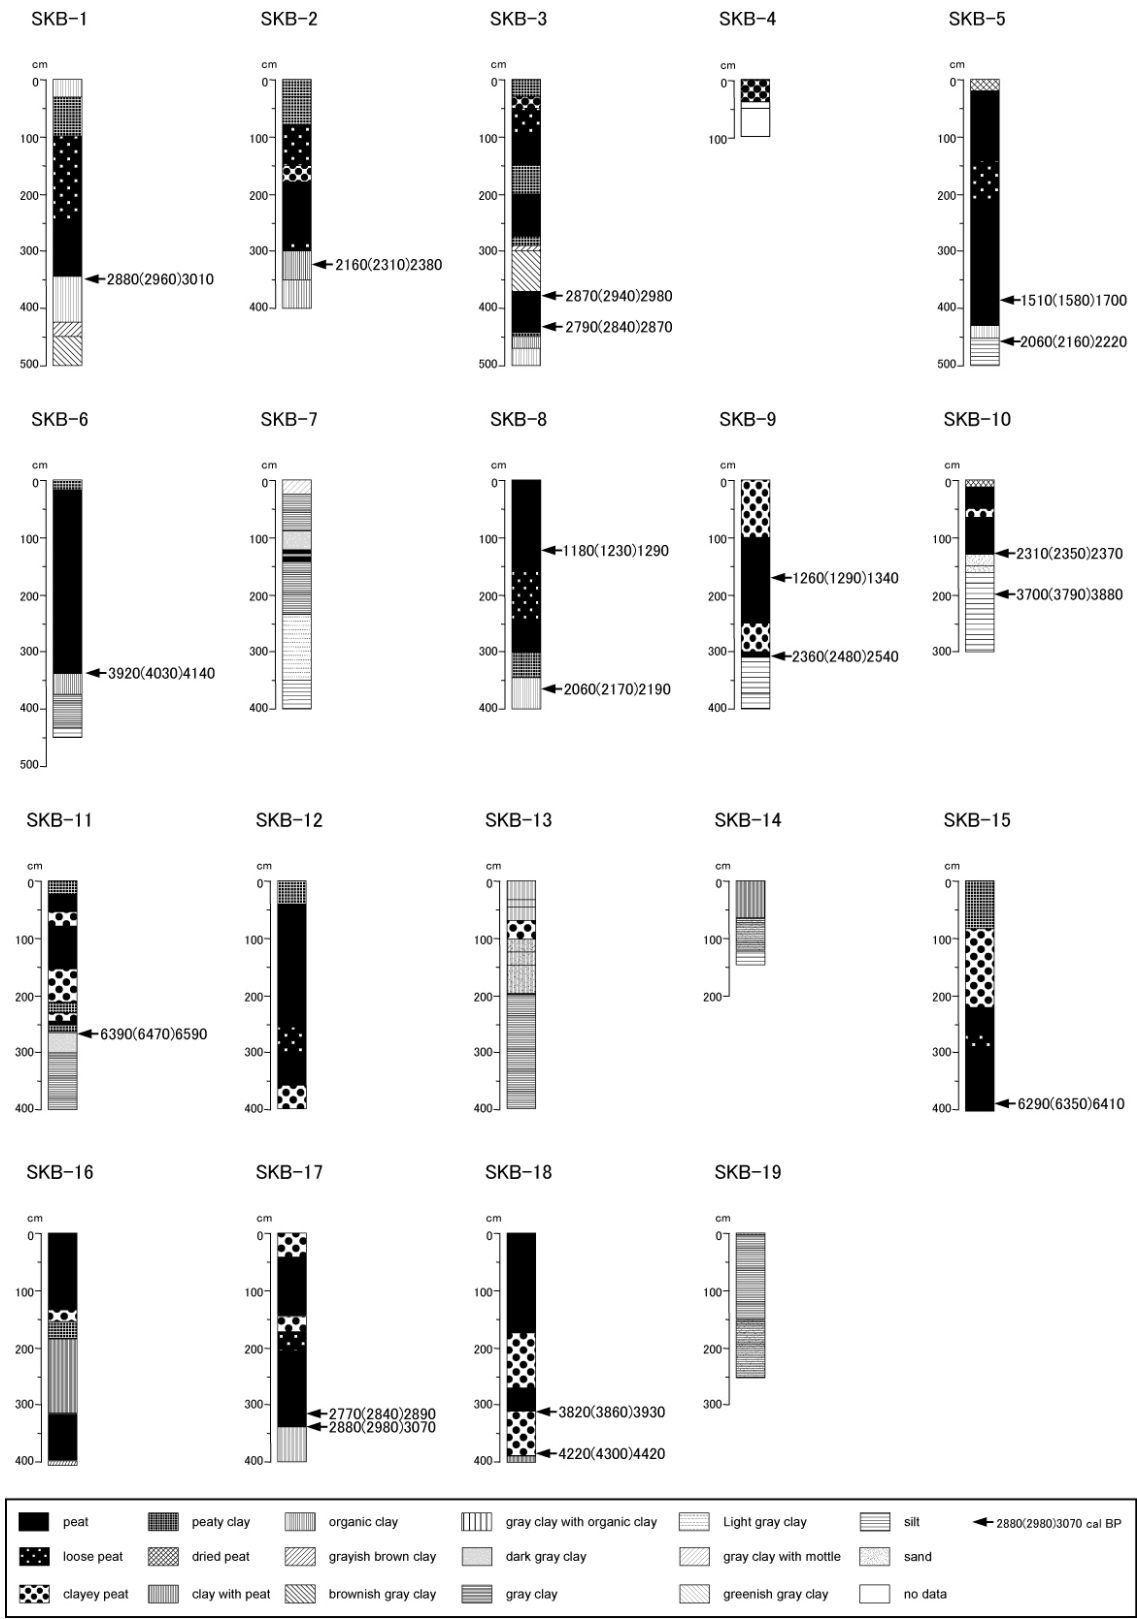 SKB-1 SKB-2 SKB-3 SKB-4 SKB-5
cm cm cm cm cm
0 0 0 0 0
100 100 100 100 100
200 200 200 200
300 300 300 300
400 400 400 400
500 500 500
2880(2960)3010
2160(2310)2380
2870(2940)2980
2790(2840)2870
1510(1580)1700
2060(2160)2220
SKB-6 SKB-7 SKB-8 SKB-9 SKB-10
cm cm cm cm cm
0 0 0 0 0
100 100 100 100 100
200 200 200 200 200
300 300 300 300 300
400 400 400 400
500
3920(4030)4140
1180(1230)1290
2060(2170)2190
1260(1290)1340
2360(2480)2540
2310(2350)2370
3700(3790)3880
SKB-11 SKB-12 SKB-13 SKB-14 SKB-15
cm cm cm cm cm
0 0 0 0 0
100 100 100 100 100
200 200 200 200 200
300 300 300 300
400 400 400 400
6390(6470)6590
6290(6350)6410
SKB-16 SKB-17 SKB-18 SKB-19
cm cm cm cm
0 0 0 0
100 100 100 100
200 200 200 200
300 300 300 300
400 400 400
2770(2840)2890
2880(2980)3070
3820(3860)3930
4220(4300)4420
peat peaty clay organic clay gray clay with organic clay Light gray clay silt 2880(2980)3070 cal BP
loose peat dried peat grayish brown clay dark gray clay gray clay with mottle sand
clayey peat clay with peat brownish gray clay gray clay greenish gray clay no data